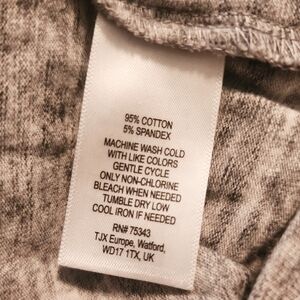 95% COTTON
5% SPANDEX
MACHINE WASH COLD
WITH LIKE COLORS
GENTLE CYCLE
ONLY NON-CHLORINE
BLEACH WHEN NEEDED
TUMBLE DRY LOW
COOL IRON IF NEEDED
RN# 75343
TJX Europe, Watford,
WD17 1TX, UK